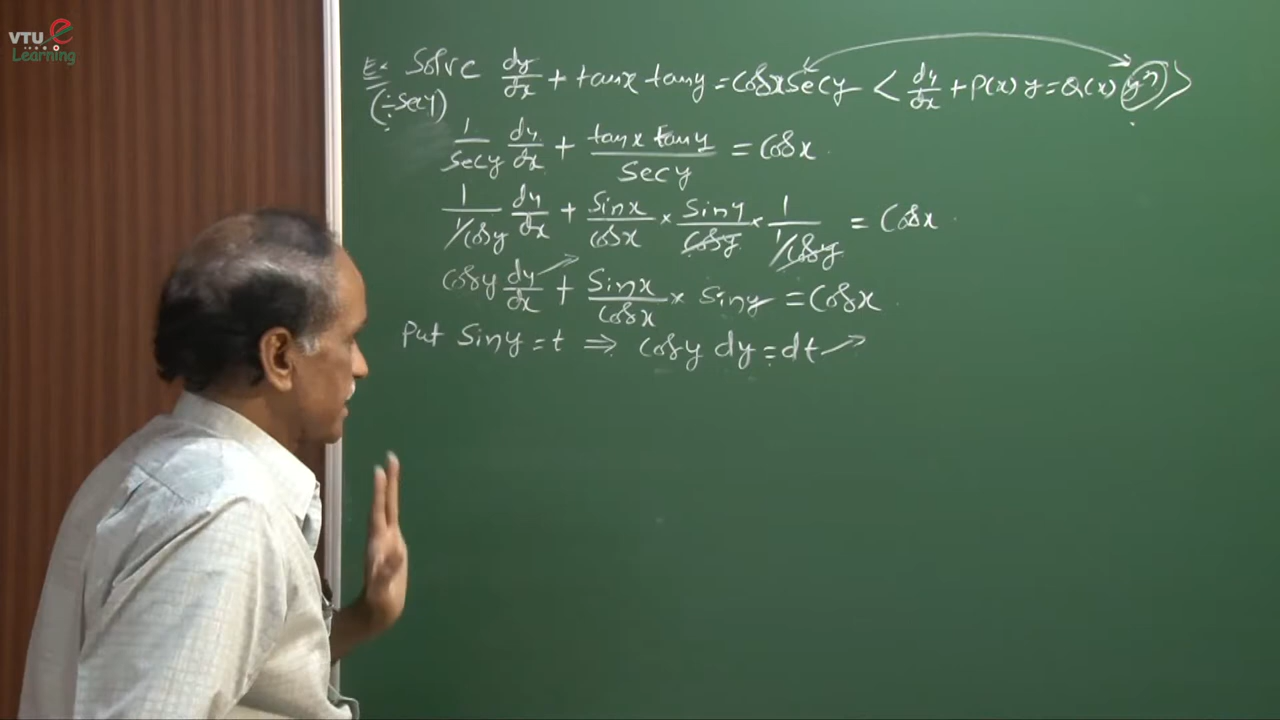 VTU e
Learning
Ex Solve dy/dx + tanx tany = Cosx Secy < dy/dx + P(x) y = Q(x) yⁿ >
(÷Secy)
1/Secy dy/dx + tanx tany/Secy = Cosx
1/(1/Cosy) dy/dx + Sinx/Cosx × Siny/Cosy × 1/(1/Cosy) = Cosx
Cosy dy/dx + Sinx/Cosx × Siny = Cosx
Put Siny = t ⇒ Cosy dy = dt